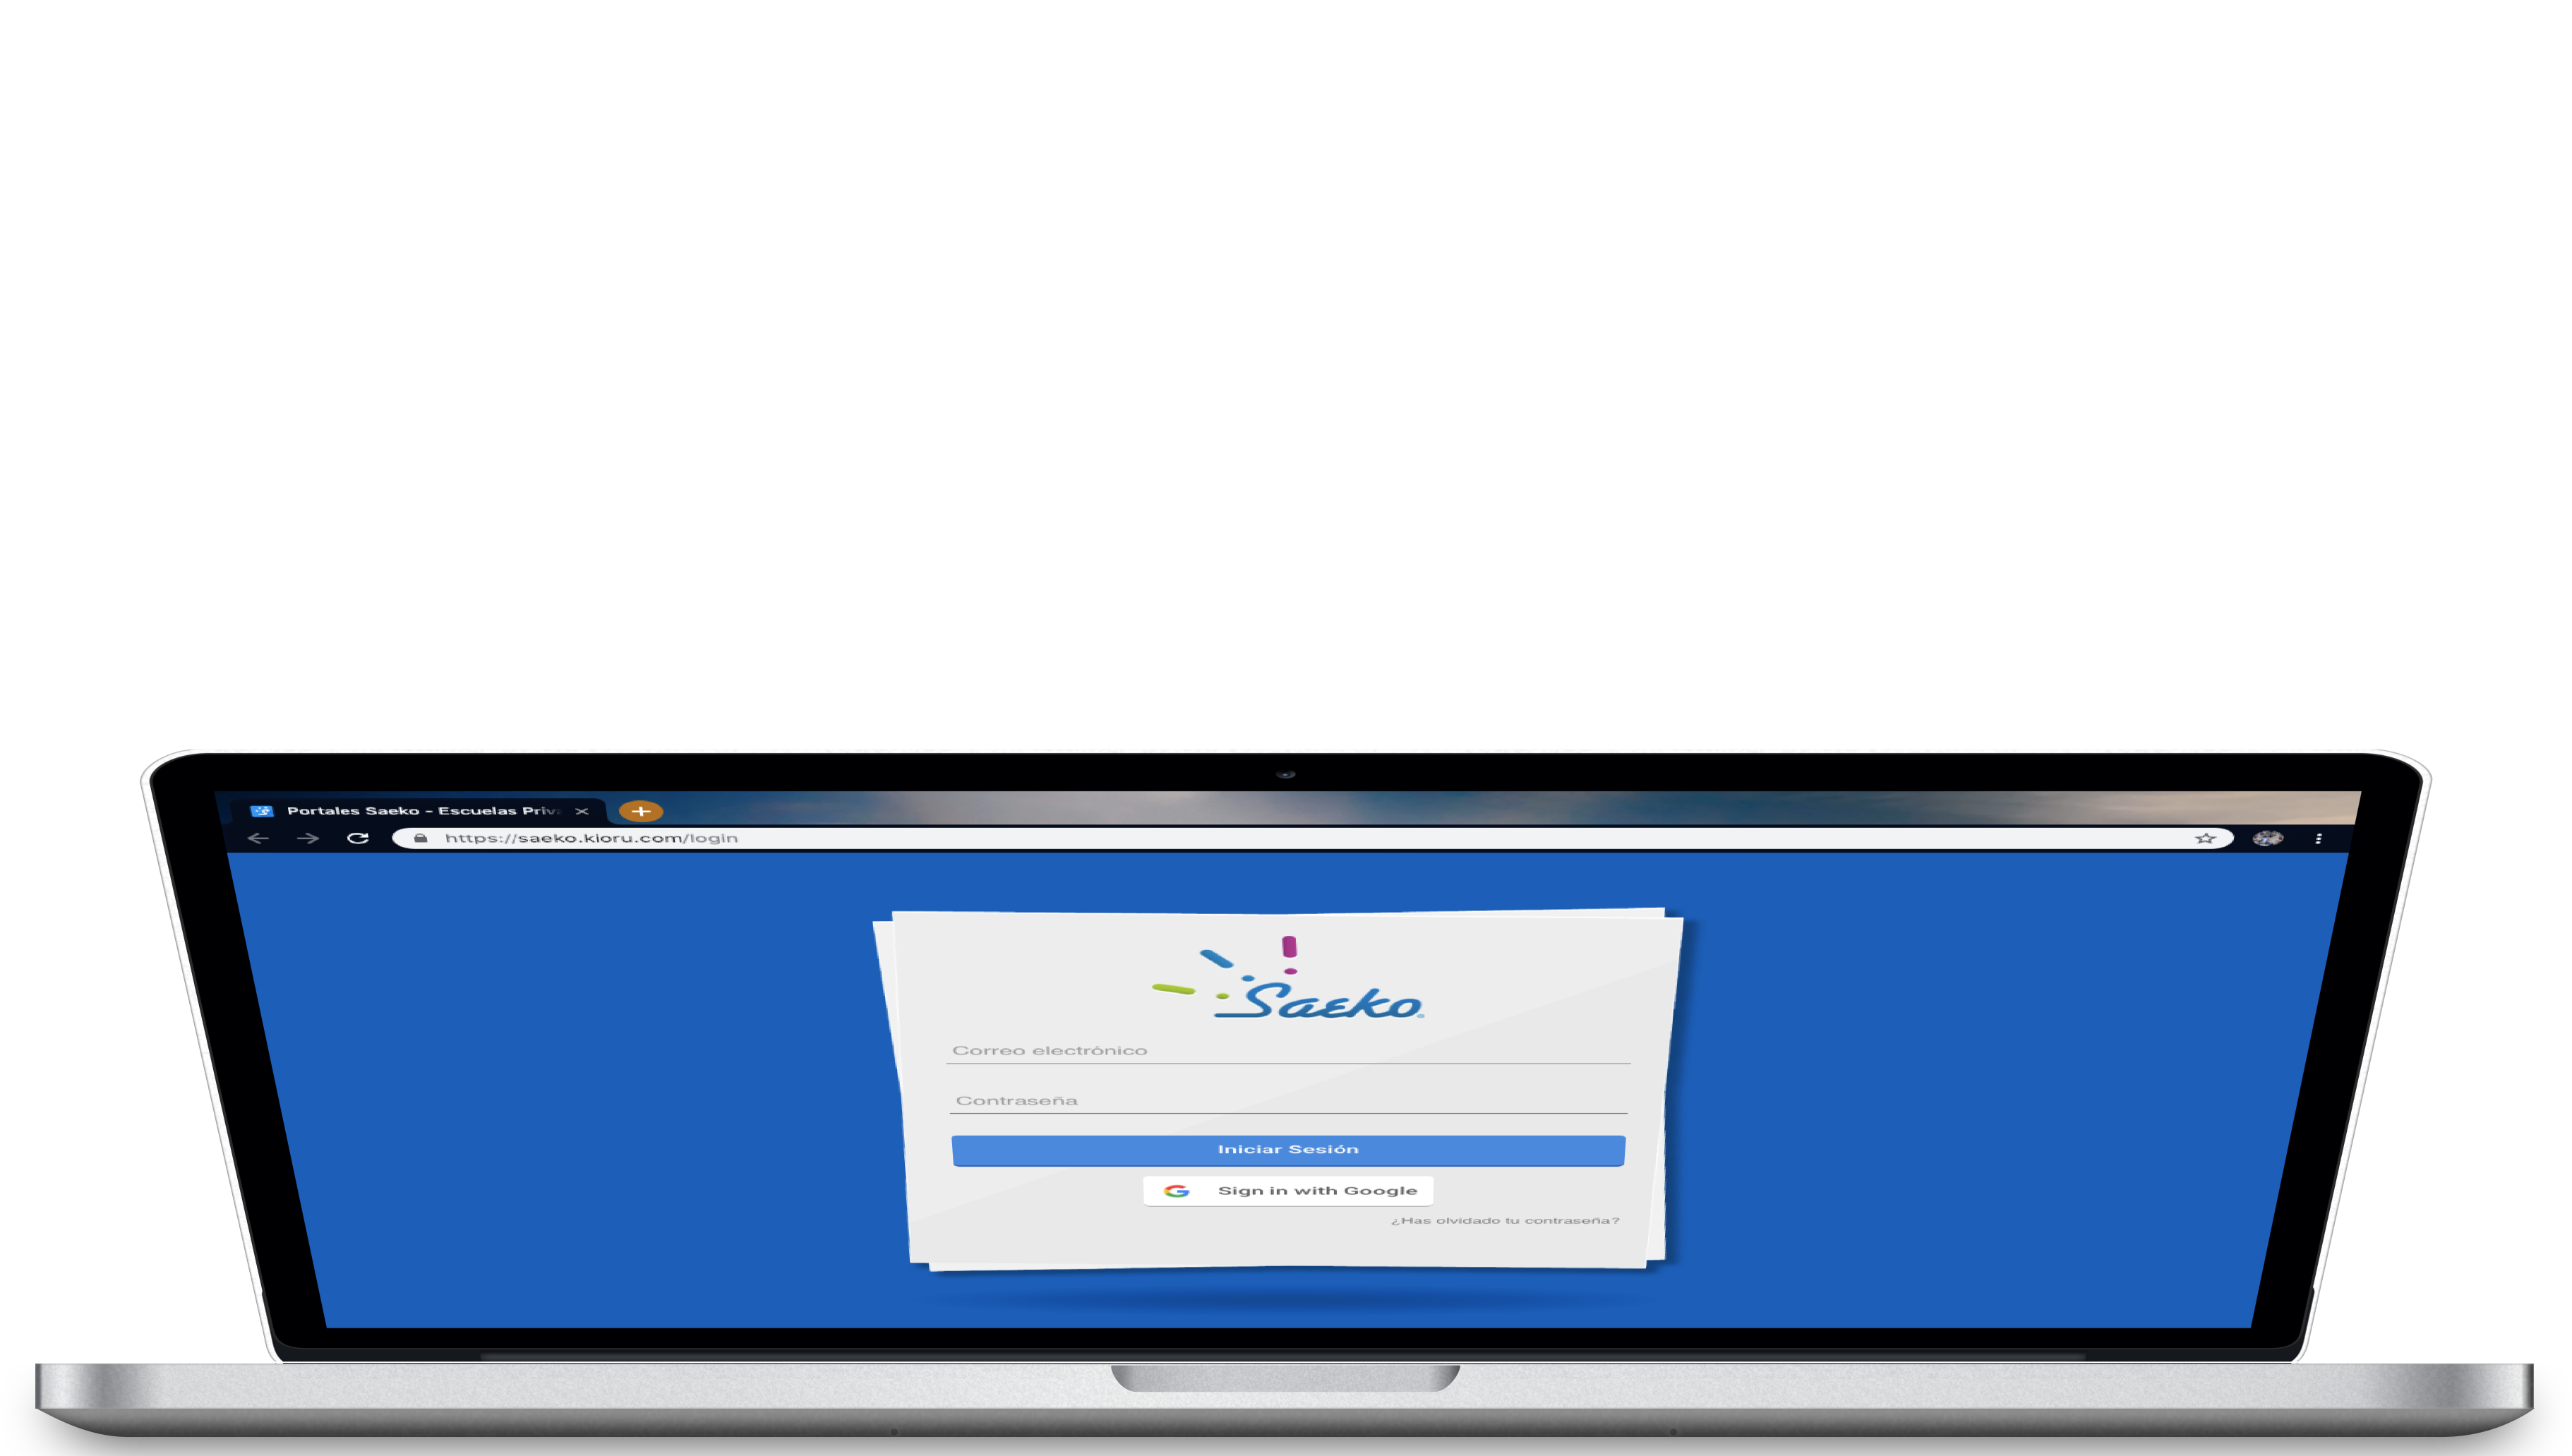 Portales Saeko - Escuelas Priv
https://saeko.kioru.com/login
Saeko
Correo electrónico
Contraseña
Iniciar Sesión
Sign in with Google
¿Has olvidado tu contraseña?